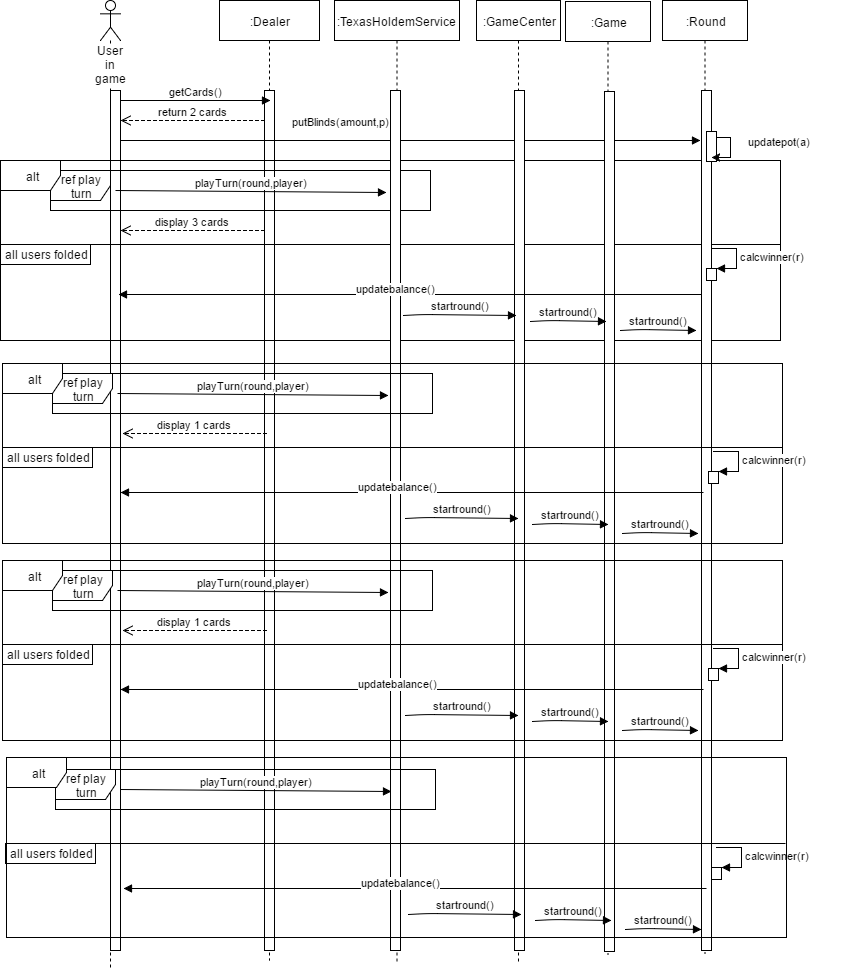 :Dealer
:TexasHoldemService
:GameCenter
:Game
:Round
User
in
game
getCards()
return 2 cards
putBlinds(amount,p)
updatepot(a)
alt
ref play
turn
playTurn(round,player)
display 3 cards
all users folded
calcwinner(r)
updatebalance()
startround()
startround()
startround()
alt
ref play
turn
playTurn(round,player)
display 1 cards
all users folded
calcwinner(r)
updatebalance()
startround()
startround()
startround()
alt
ref play
turn
playTurn(round,player)
display 1 cards
all users folded
calcwinner(r)
updatebalance()
startround()
startround()
startround()
alt
ref play
turn
playTurn(round,player)
all users folded
calcwinner(r)
updatebalance()
startround()
startround()
startround()